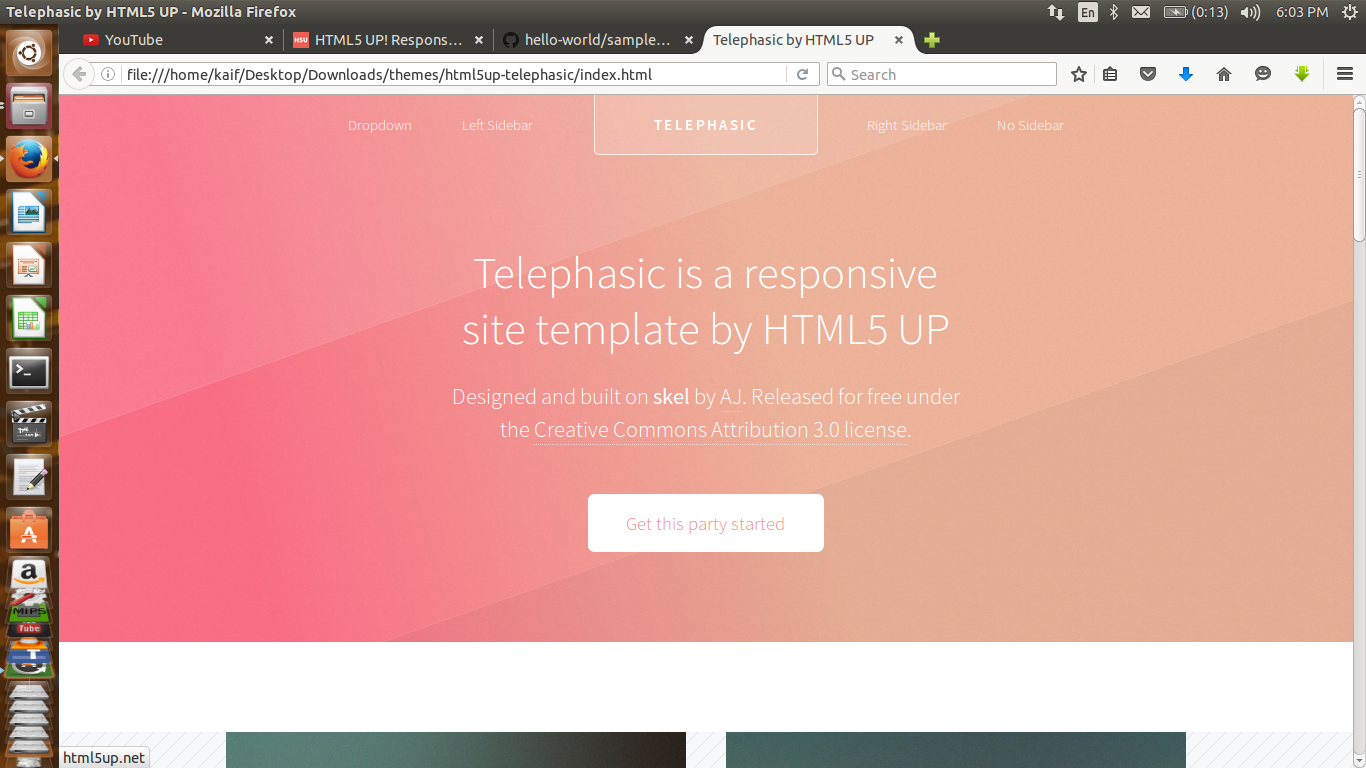 Telephasic by HTML5 UP - Mozilla Firefox
En
(0:13)
6:03 PM
YouTube
HSU
HTML5 UP! Respons...
hello-world/sample...
Telephasic by HTML5 UP
file:///home/kaif/Desktop/Downloads/themes/html5up-telephasic/index.html
Search
Dropdown
Left Sidebar
TELEPHASIC
Right Sidebar
No Sidebar
Telephasic is a responsive
site template by HTML5 UP
Designed and built on skel by AJ. Released for free under
the Creative Commons Attribution 3.0 license.
Get this party started
a
MIPS
Tube
T
html5up.net